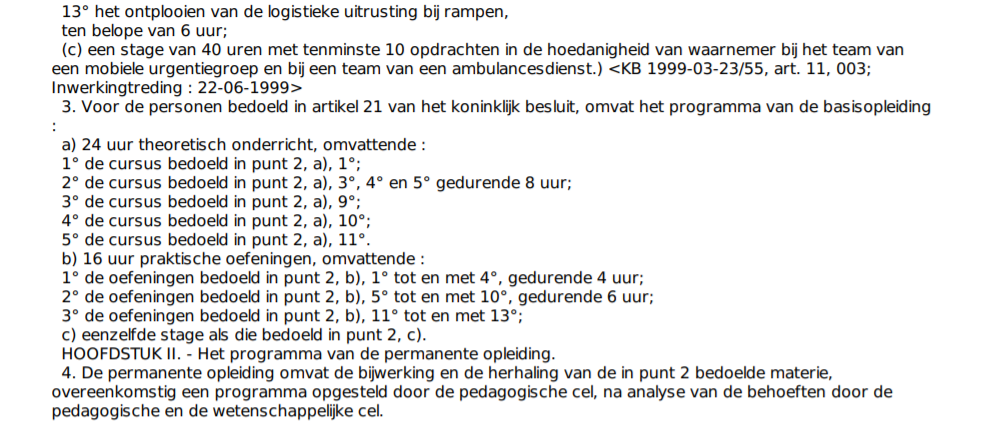 13° het ontplooien van de logistieke uitrusting bij rampen,
ten belope van 6 uur;
(c) een stage van 40 uren met tenminste 10 opdrachten in de hoedanigheid van waarnemer bij het team van
een mobiele urgentiegroep en bij een team van een ambulancesdienst.) <KB 1999-03-23/55, art. 11, 003;
Inwerkingtreding : 22-06-1999>
3. Voor de personen bedoeld in artikel 21 van het koninklijk besluit, omvat het programma van de basisopleiding
:
a) 24 uur theoretisch onderricht, omvattende :
1° de cursus bedoeld in punt 2, a), 1°;
2° de cursus bedoeld in punt 2, a), 3°, 4° en 5° gedurende 8 uur;
3° de cursus bedoeld in punt 2, a), 9°;
4° de cursus bedoeld in punt 2, a), 10°;
5° de cursus bedoeld in punt 2, a), 11°.
b) 16 uur praktische oefeningen, omvattende :
1° de oefeningen bedoeld in punt 2, b), 1° tot en met 4°, gedurende 4 uur;
2° de oefeningen bedoeld in punt 2, b), 5° tot en met 10°, gedurende 6 uur;
3° de oefeningen bedoeld in punt 2, b), 11° tot en met 13°;
c) eenzelfde stage als die bedoeld in punt 2, c).
HOOFDSTUK II. - Het programma van de permanente opleiding.
4. De permanente opleiding omvat de bijwerking en de herhaling van de in punt 2 bedoelde materie,
overeenkomstig een programma opgesteld door de pedagogische cel, na analyse van de behoeften door de
pedagogische en de wetenschappelijke cel.